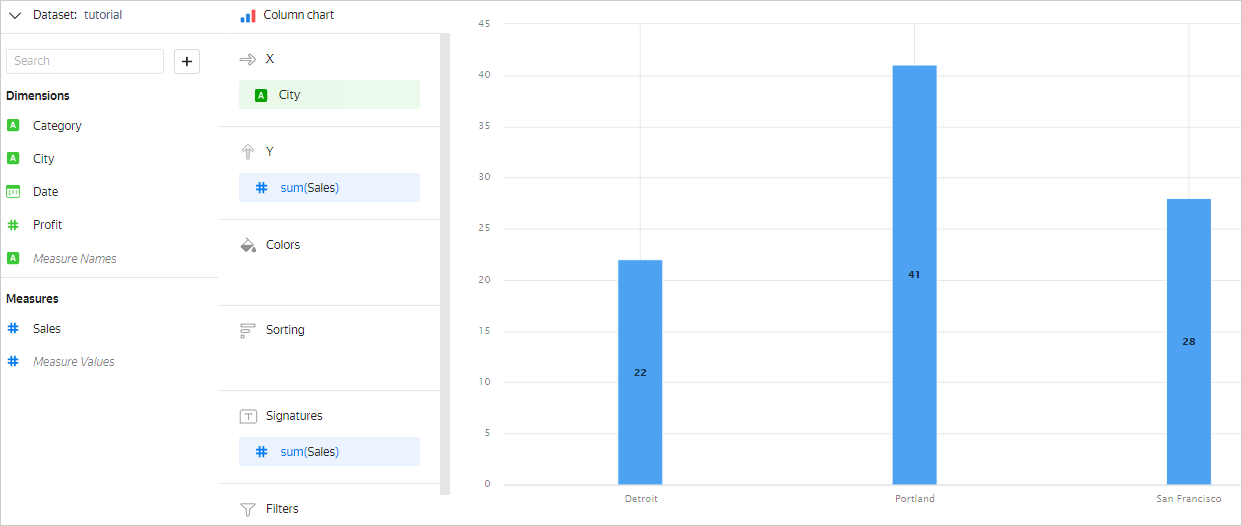 Dataset: tutorial
Search
+
Dimensions
A Category
A City
Date
# Profit
A Measure Names
Measures
# Sales
# Measure Values
Column chart
X
A City
Y
# sum(Sales)
Colors
Sorting
T Signatures
# sum(Sales)
Filters
45
40
35
30
25
20
15
10
5
0
22
41
28
Detroit
Portland
San Francisco